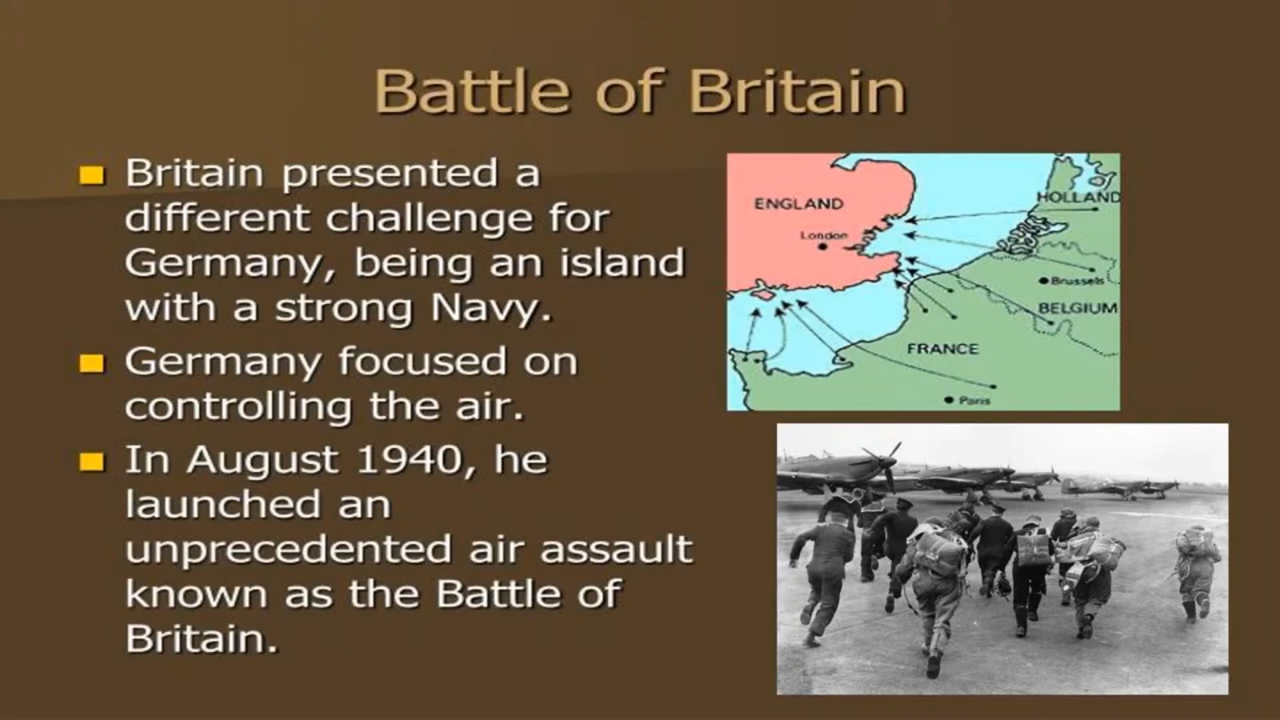 Battle of Britain
Britain presented a
different challenge for
Germany, being an island
with a strong Navy.
Germany focused on
controlling the air.
In August 1940, he
launched an
unprecedented air assault
known as the Battle of
Britain.
ENGLAND
London
HOLLAND
Brussels
BELGIUM
FRANCE
Paris